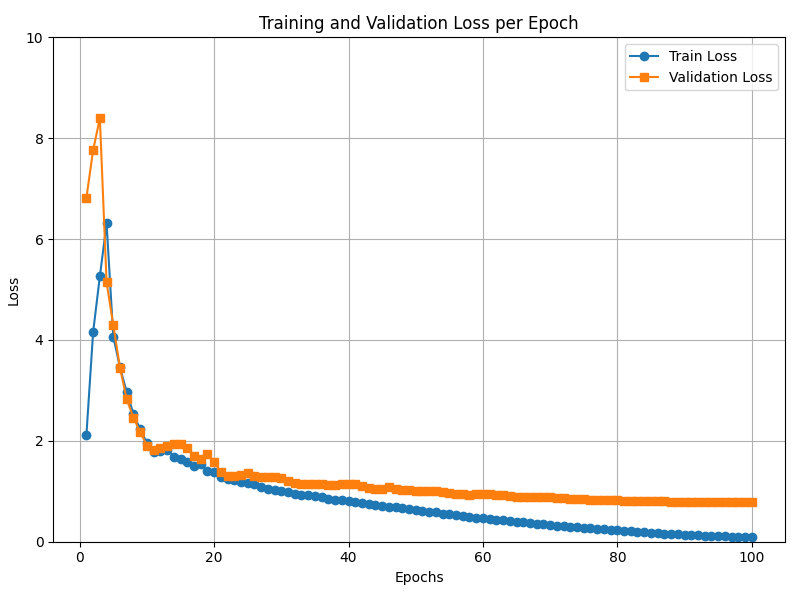 Training and Validation Loss per Epoch
Train Loss
Validation Loss
Loss
10
8
6
4
2
0
0 20 40 60 80 100
Epochs